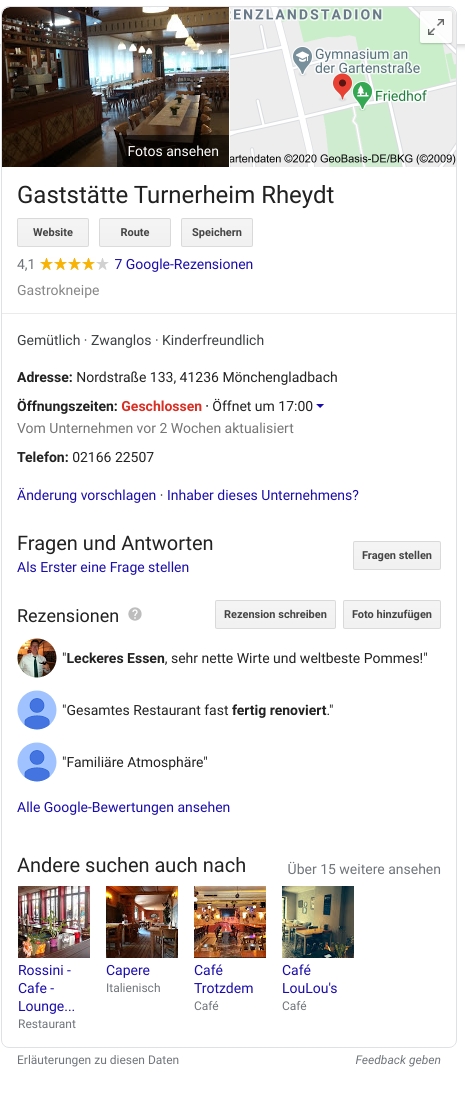 ENZLANDSTADION
Gymnasium an
der Gartenstraße
Friedhof
Fotos ansehen
artendaten ©2020 GeoBasis-DE/BKG (©2009)
Gaststätte Turnerheim Rheydt
Website
Route
Speichern
4,1 7 Google-Rezensionen
Gastrokneipe
Gemütlich · Zwanglos · Kinderfreundlich
Adresse: Nordstraße 133, 41236 Mönchengladbach
Öffnungszeiten: Geschlossen · Öffnet um 17:00
Vom Unternehmen vor 2 Wochen aktualisiert
Telefon: 02166 22507
Änderung vorschlagen · Inhaber dieses Unternehmens?
Fragen und Antworten
Fragen stellen
Als Erster eine Frage stellen
Rezensionen ?
Rezension schreiben
Foto hinzufügen
"Leckeres Essen, sehr nette Wirte und weltbeste Pommes!"
"Gesamtes Restaurant fast fertig renoviert."
"Familiäre Atmosphäre"
Alle Google-Bewertungen ansehen
Andere suchen auch nach
Über 15 weitere ansehen
Rossini -
Cafe -
Lounge...
Restaurant
Capere
Italienisch
Café
Trotzdem
Café
Café
LouLou's
Café
Erläuterungen zu diesen Daten
Feedback geben